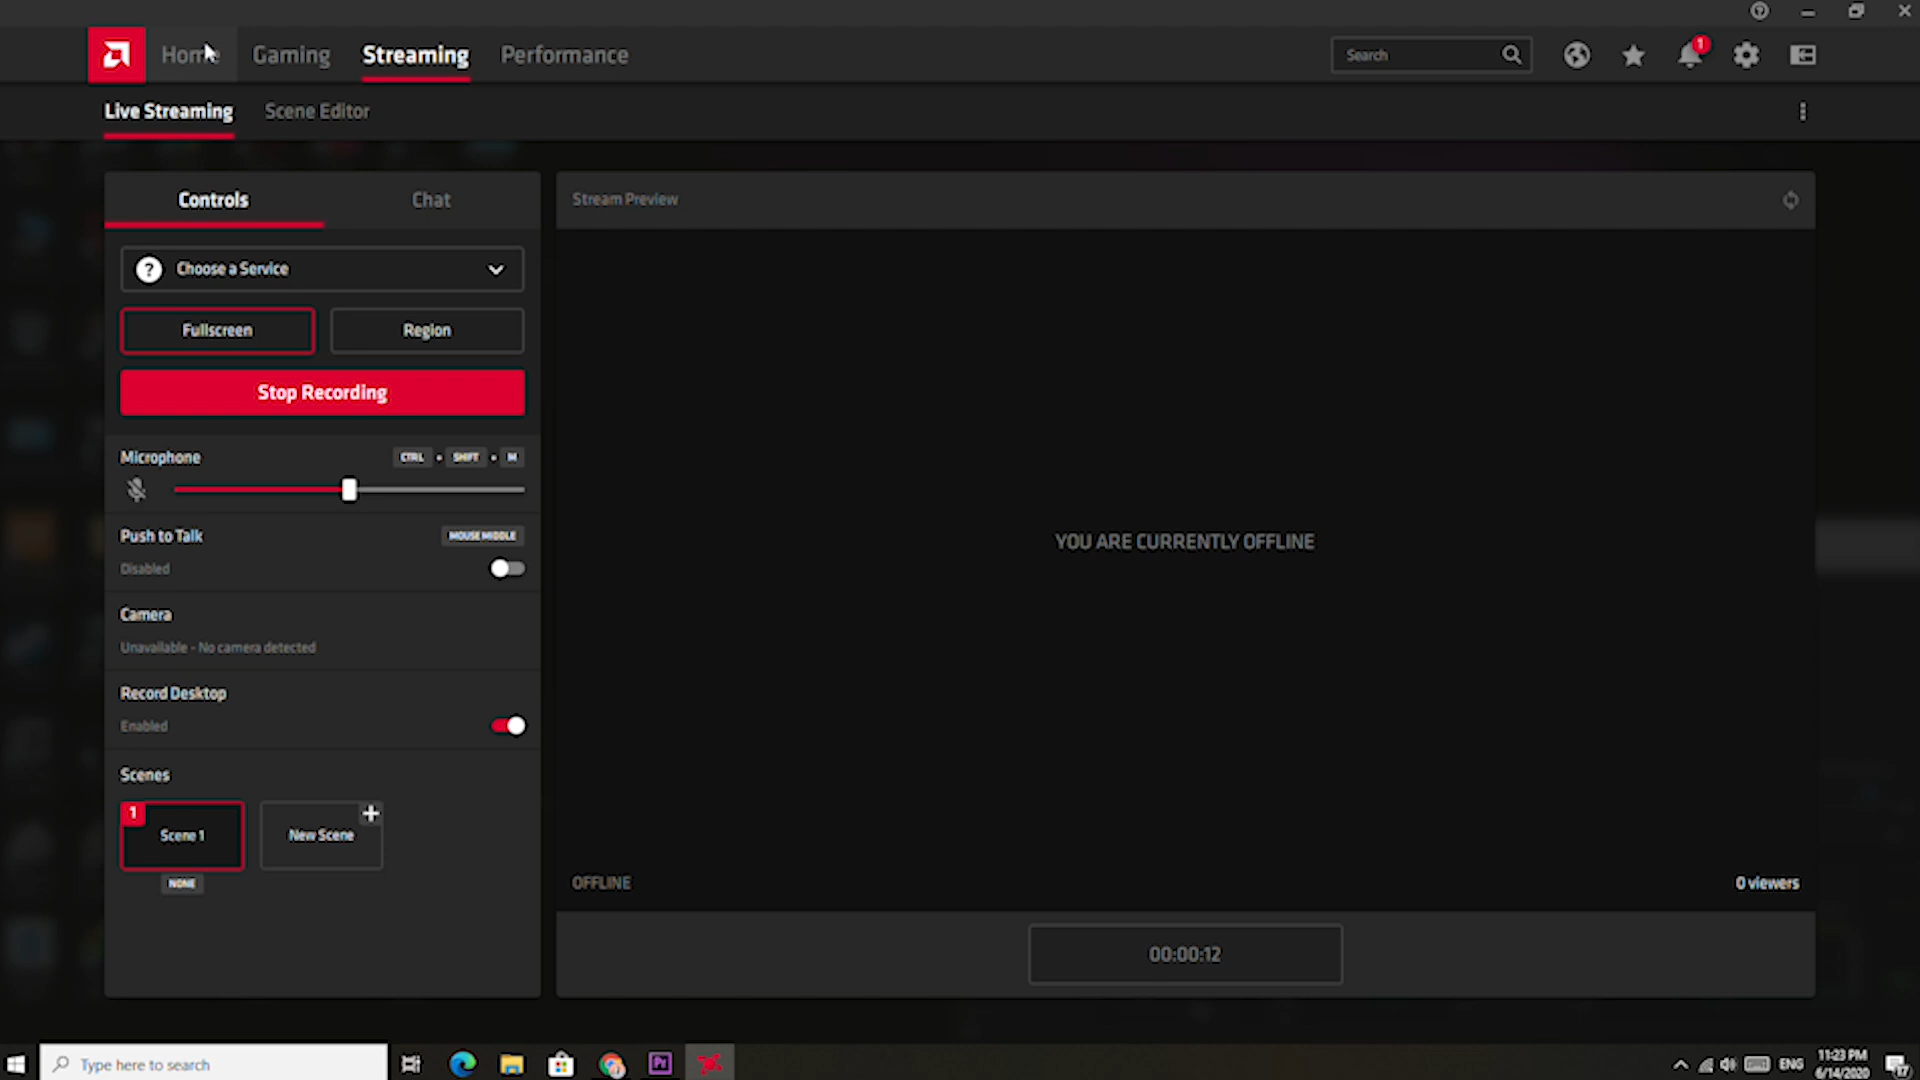 Home Gaming Streaming Performance Search 1
Live Streaming Scene Editor
Controls Chat Stream Preview
? Choose a Service
Fullscreen Region
Stop Recording
Microphone CTRL + SHIFT + M
Push to Talk MOUSE MIDDLE
YOU ARE CURRENTLY OFFLINE
Disabled
Camera
Unavailable - No camera detected
Record Desktop
Enabled
Scenes
1
Scene 1 New Scene
NONE
OFFLINE 0 viewers
00:00:12
Type here to search Pr ENG 11:23 PM
6/14/2020 17